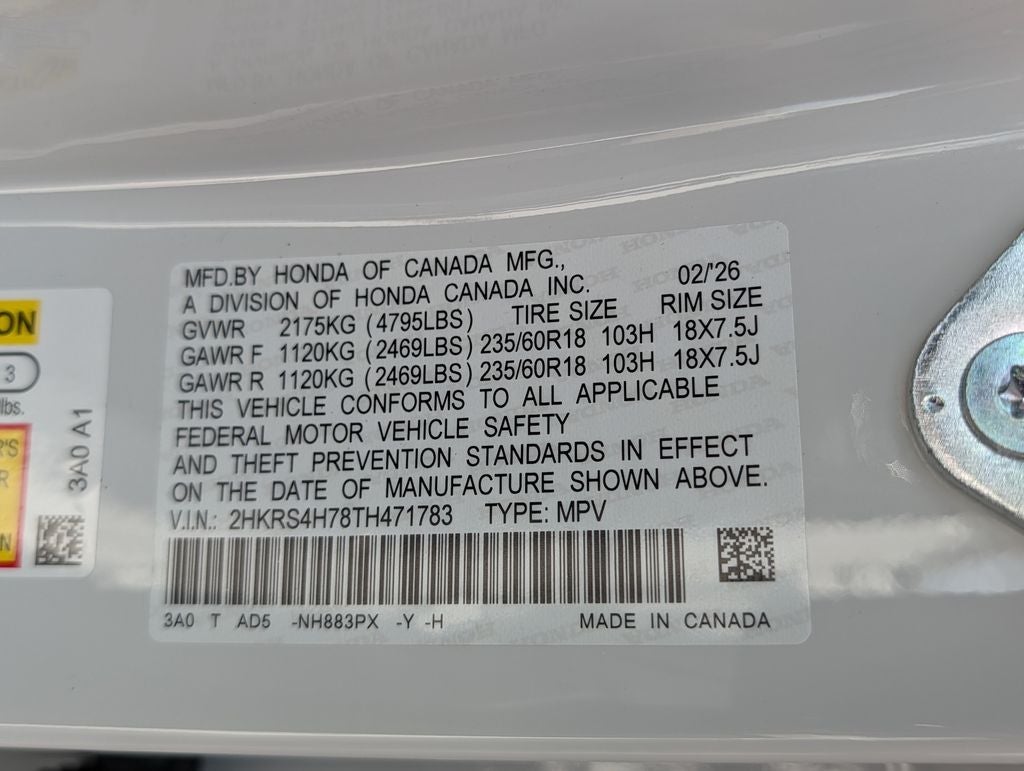 MFD.BY HONDA OF CANADA MFG.,
A DIVISION OF HONDA CANADA INC. 02/'26
GVWR 2175KG (4795LBS) TIRE SIZE RIM SIZE
GAWR F 1120KG (2469LBS) 235/60R18 103H 18X7.5J
GAWR R 1120KG (2469LBS) 235/60R18 103H 18X7.5J
THIS VEHICLE CONFORMS TO ALL APPLICABLE
FEDERAL MOTOR VEHICLE SAFETY
AND THEFT PREVENTION STANDARDS IN EFFECT
ON THE DATE OF MANUFACTURE SHOWN ABOVE.
V.I.N.: 2HKRS4H78TH471783 TYPE: MPV
3A0 T AD5 -NH883PX -Y -H MADE IN CANADA
ON
3
lbs.
R'S
R
N
3A0 A1